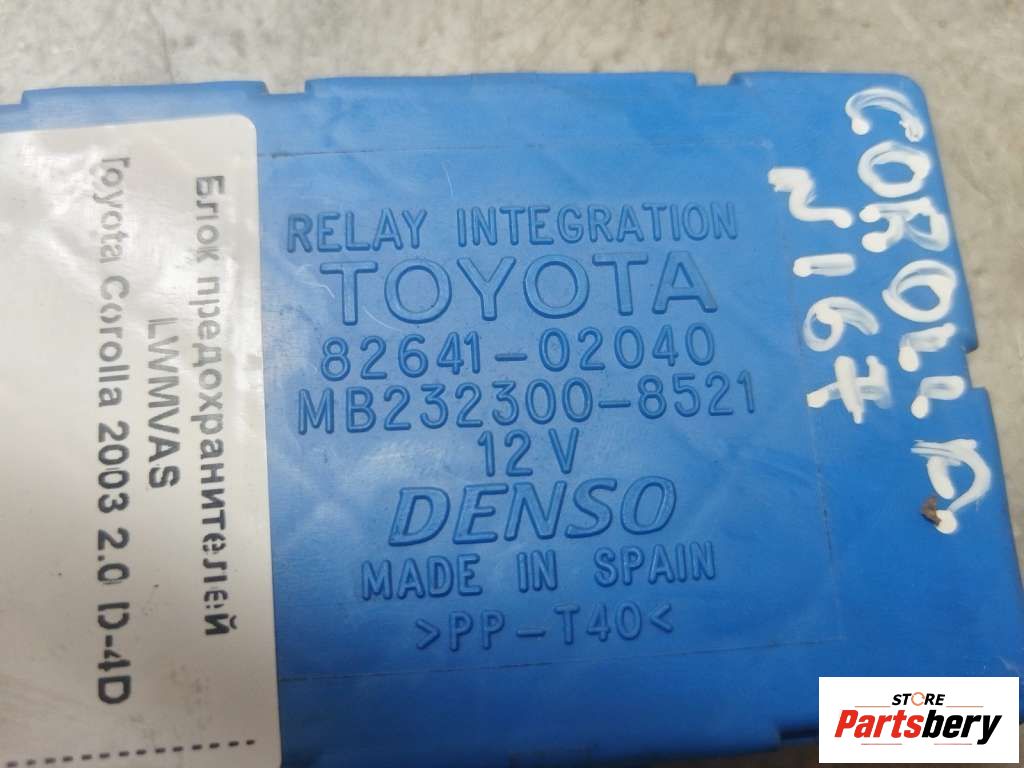 Блок предохранителей
LWMVAS
Toyota Corolla 2003 2.0 D-4D
RELAY INTEGRATION
TOYOTA
82641-02040
MB232300-8521
12V
DENSO
MADE IN SPAIN
>PP-T40<
COROLLA
N167
STORE
Partsbery